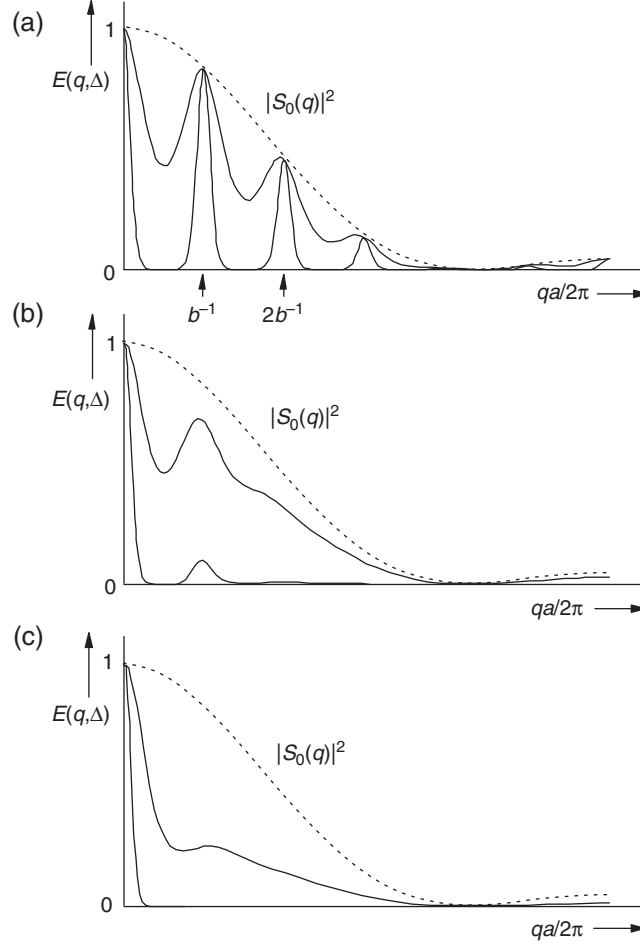 (a)
1
E(q,Δ)
|S₀(q)|²
0
b⁻¹
2b⁻¹
qa/2π
(b)
1
E(q,Δ)
|S₀(q)|²
0
qa/2π
(c)
1
E(q,Δ)
|S₀(q)|²
0
qa/2π